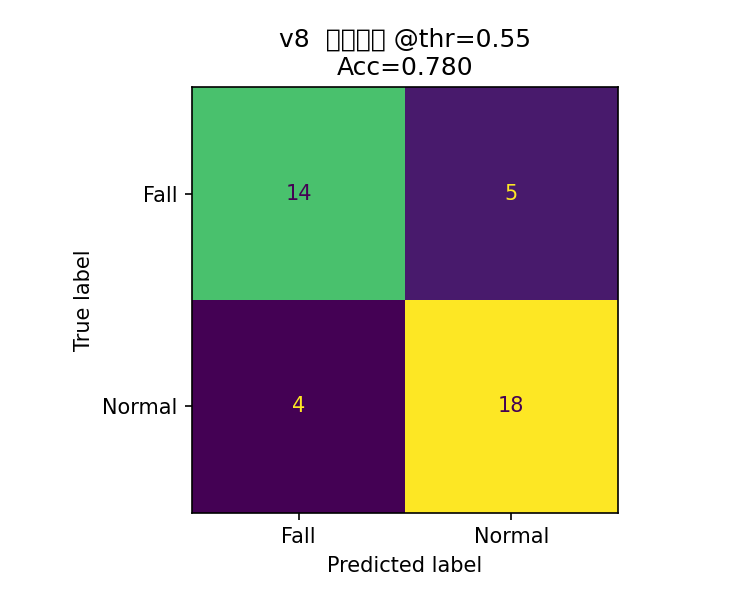 v8 @thr=0.55
Acc=0.780
True label
Fall
14
5
Normal
4
18
Fall
Normal
Predicted label